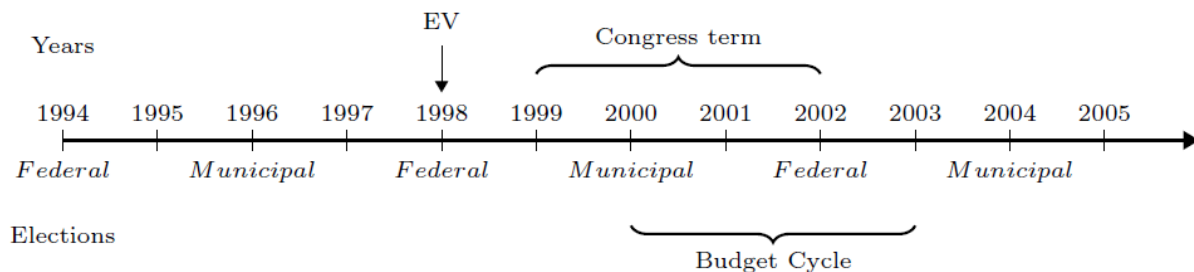 EV
Years
Congress term
1994 1995 1996 1997 1998 1999 2000 2001 2002 2003 2004 2005
Federal Municipal Federal Municipal Federal Municipal
Elections
Budget Cycle